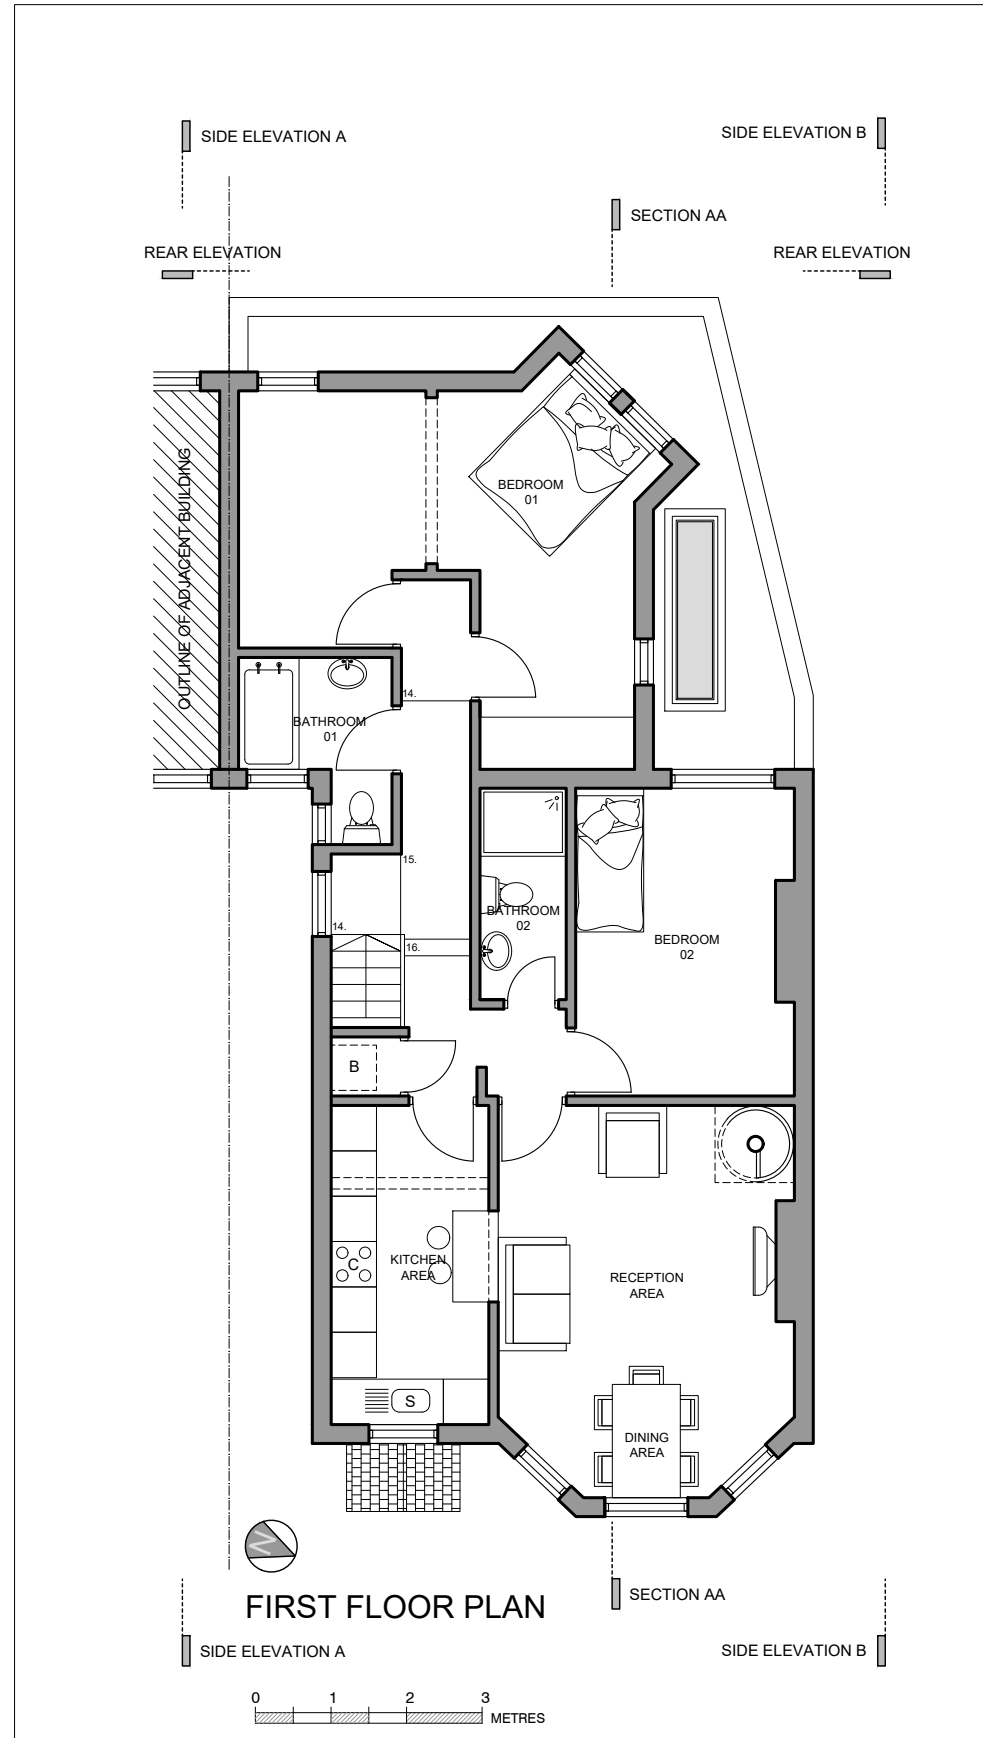 SIDE ELEVATION A
SIDE ELEVATION B
SECTION AA
REAR ELEVATION
REAR ELEVATION
OUTLINE OF ADJACENT BUILDING
BEDROOM
01
14.
BATHROOM
01
15.
14.
16.
BATHROOM
02
BEDROOM
02
B
C
KITCHEN
AREA
RECEPTION
AREA
S
DINING
AREA
N
FIRST FLOOR PLAN
SECTION AA
SIDE ELEVATION A
SIDE ELEVATION B
0 1 2 3
METRES